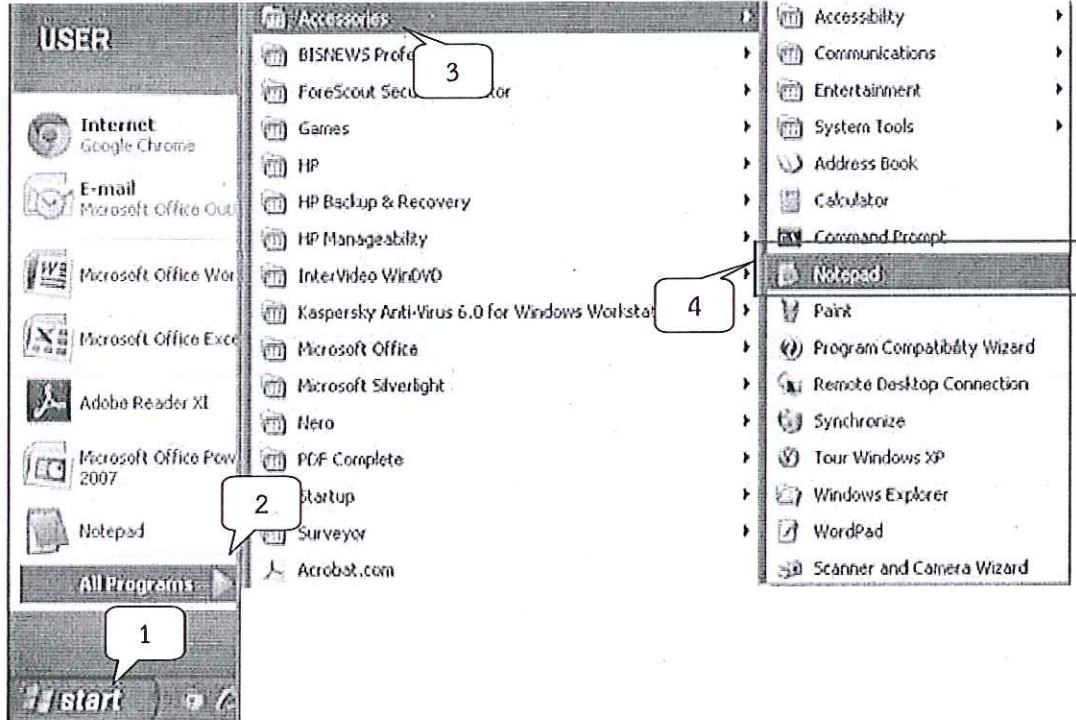 USER
Internet
Google Chrome
E-mail
Microsoft Office Out
Microsoft Office Wor
Microsoft Office Exce
Adobe Reader XI
Microsoft Office Pow
2007
Notepad
All Programs
2
1
start
Accessories
3
BISNEWS Profe
ForeScout Secu tor
Games
HP
HP Backup & Recovery
HP Manageability
InterVideo WinDVD
Kaspersky Anti-Virus 6.0 for Windows Worksta
Microsoft Office
Microsoft Silverlight
Nero
PDF Complete
Startup
Surveyor
Acrobat.com
Accessibility
Communications
Entertainment
System Tools
Address Book
Calculator
Command Prompt
4
Notepad
Paint
Program Compatibility Wizard
Remote Desktop Connection
Synchronize
Tour Windows XP
Windows Explorer
WordPad
Scanner and Camera Wizard